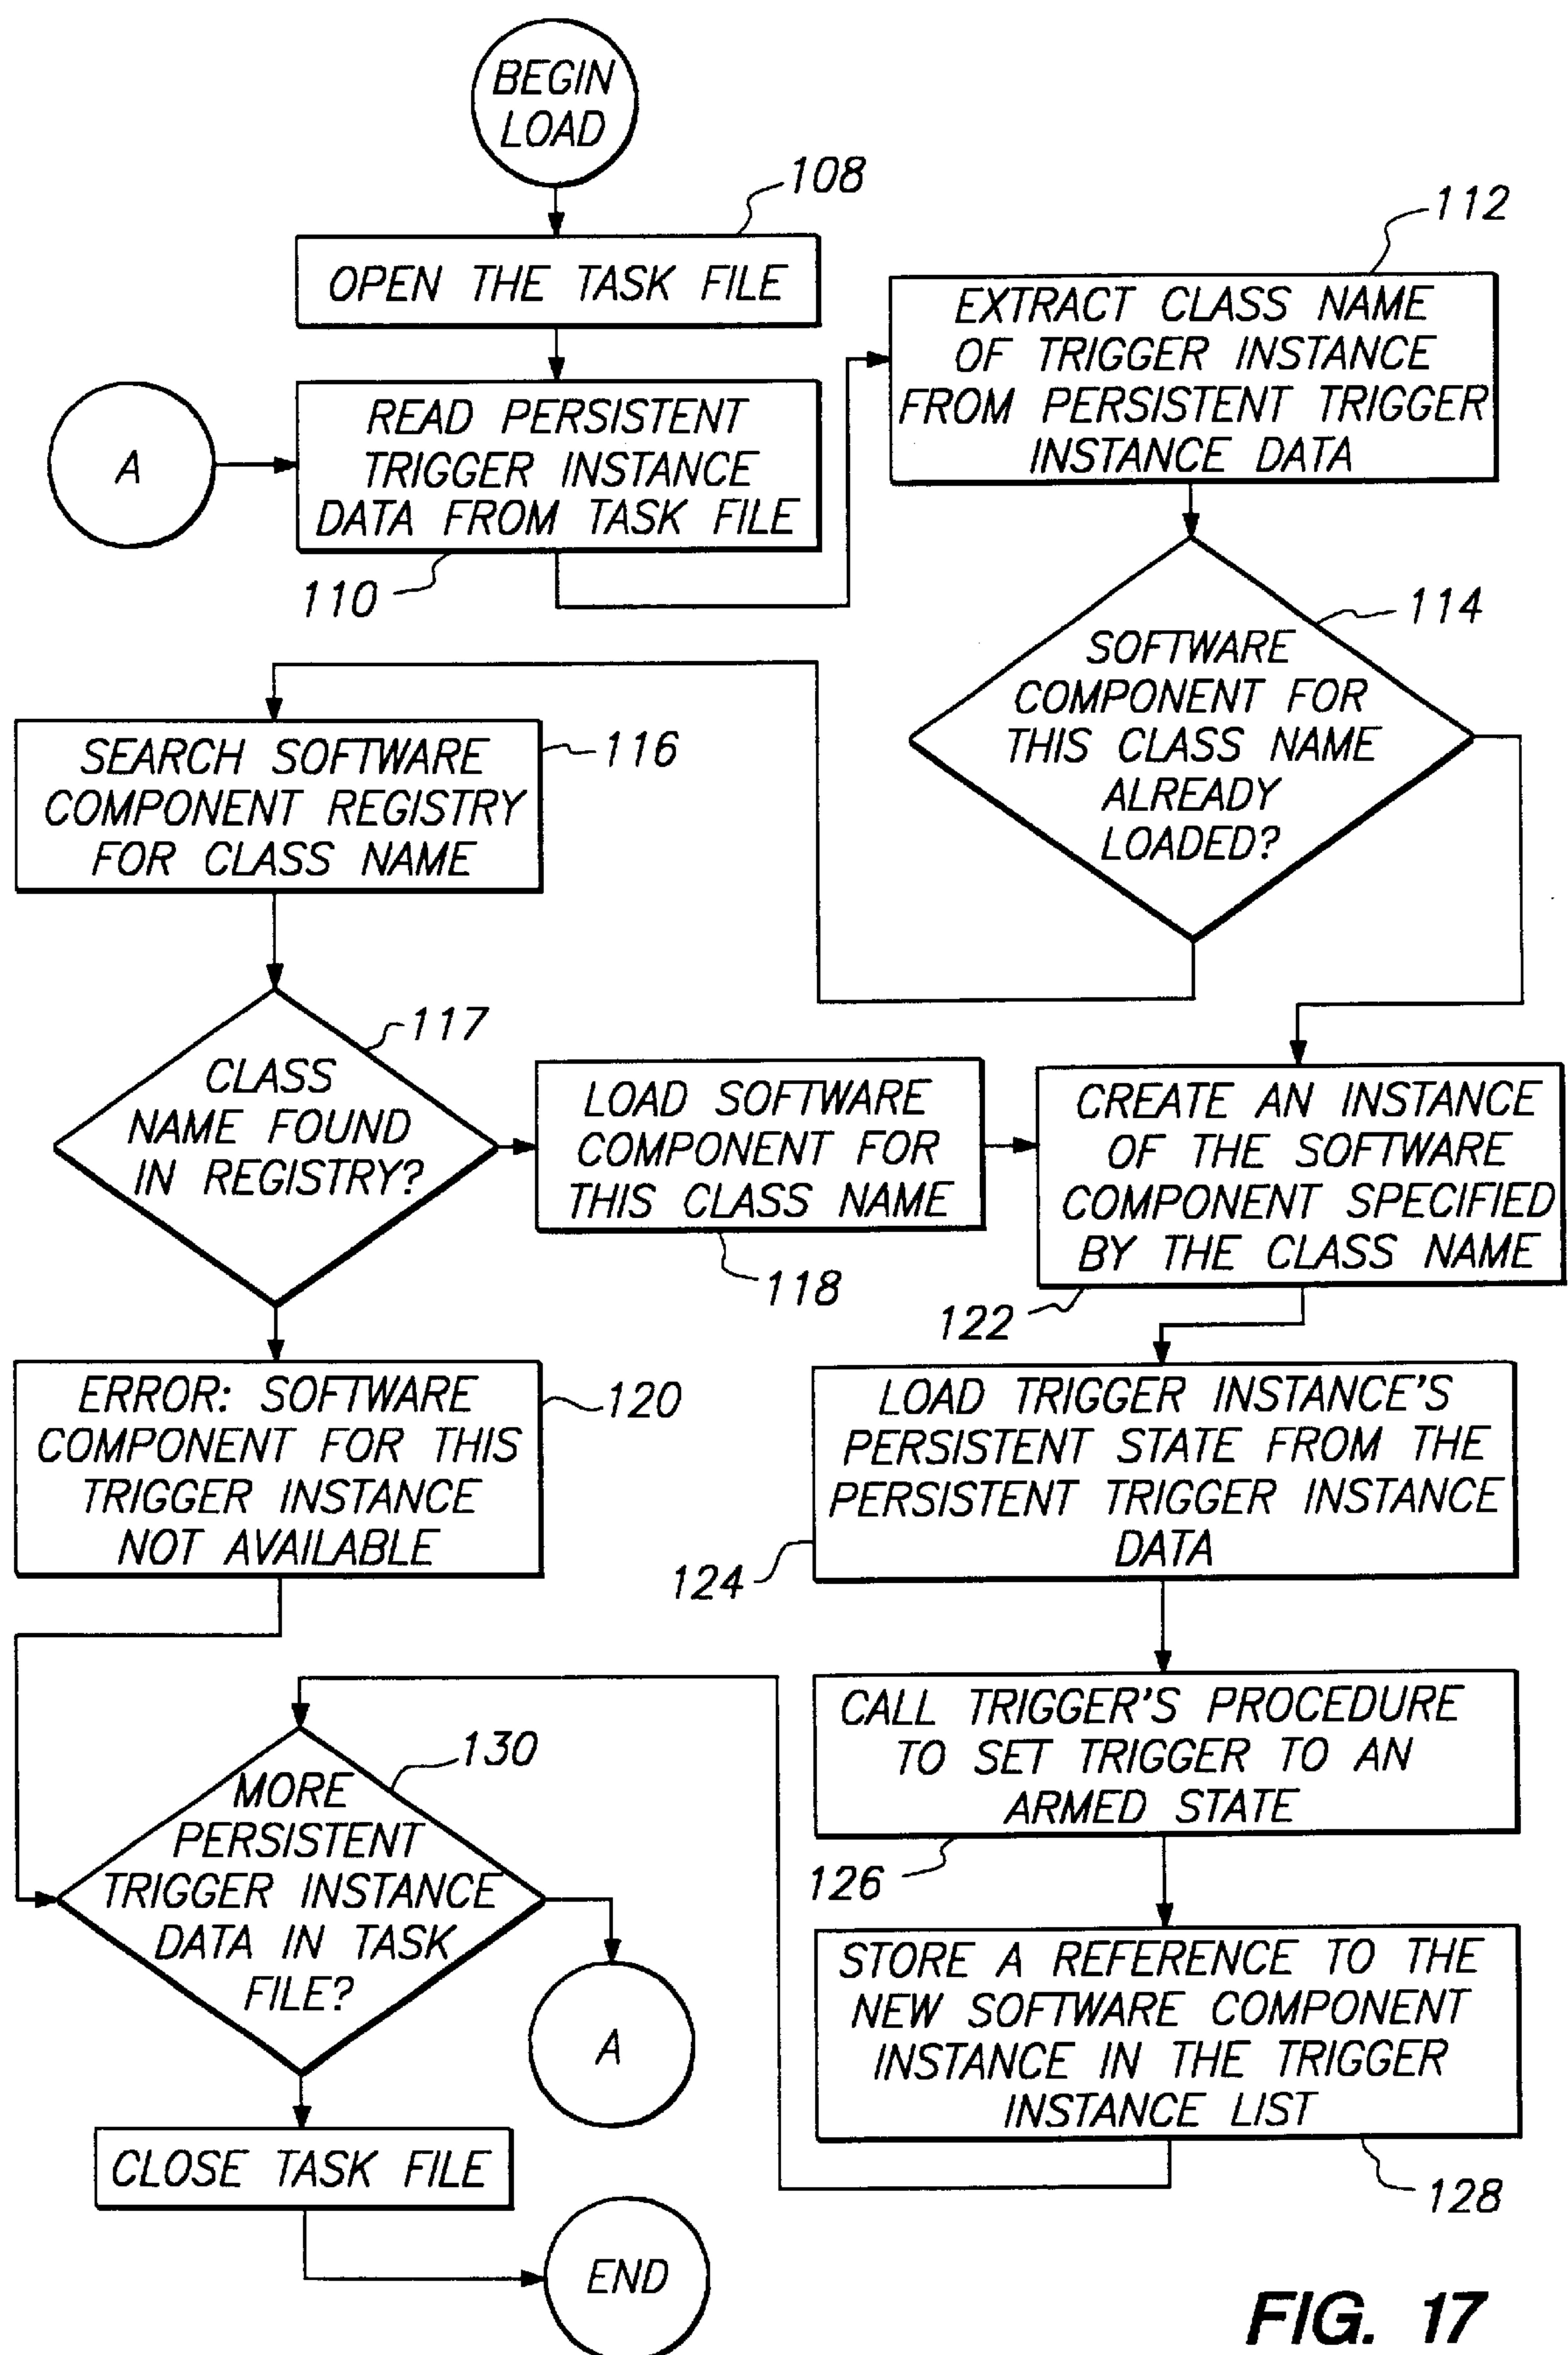 BEGIN
LOAD
108
OPEN THE TASK FILE
112
EXTRACT CLASS NAME
OF TRIGGER INSTANCE
FROM PERSISTENT TRIGGER
INSTANCE DATA
A
READ PERSISTENT
TRIGGER INSTANCE
DATA FROM TASK FILE
110
114
SOFTWARE
COMPONENT FOR
THIS CLASS NAME
ALREADY
LOADED?
SEARCH SOFTWARE
COMPONENT REGISTRY
FOR CLASS NAME
116
117
CLASS
NAME FOUND
IN REGISTRY?
LOAD SOFTWARE
COMPONENT FOR
THIS CLASS NAME
118
CREATE AN INSTANCE
OF THE SOFTWARE
COMPONENT SPECIFIED
BY THE CLASS NAME
122
ERROR: SOFTWARE
COMPONENT FOR THIS
TRIGGER INSTANCE
NOT AVAILABLE
120
LOAD TRIGGER INSTANCE'S
PERSISTENT STATE FROM THE
PERSISTENT TRIGGER INSTANCE
DATA
124
CALL TRIGGER'S PROCEDURE
TO SET TRIGGER TO AN
ARMED STATE
126
130
MORE
PERSISTENT
TRIGGER INSTANCE
DATA IN TASK
FILE?
A
STORE A REFERENCE TO THE
NEW SOFTWARE COMPONENT
INSTANCE IN THE TRIGGER
INSTANCE LIST
128
CLOSE TASK FILE
END
FIG. 17